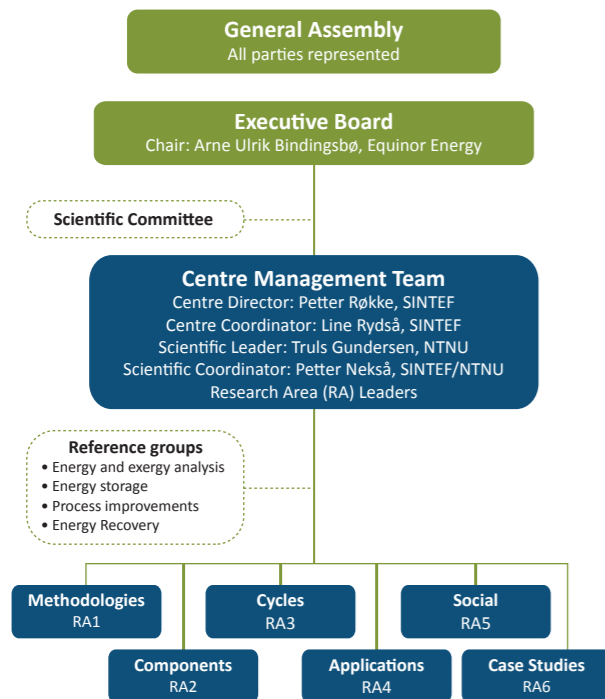 General Assembly
All parties represented
Executive Board
Chair: Arne Ulrik Bindingsbø, Equinor Energy
Scientific Committee
Centre Management Team
Centre Director: Petter Røkke, SINTEF
Centre Coordinator: Line Rydså, SINTEF
Scientific Leader: Truls Gundersen, NTNU
Scientific Coordinator: Petter Nekså, SINTEF/NTNU
Research Area (RA) Leaders
Reference groups
• Energy and exergy analysis
• Energy storage
• Process improvements
• Energy Recovery
Methodologies
RA1
Cycles
RA3
Social
RA5
Components
RA2
Applications
RA4
Case Studies
RA6